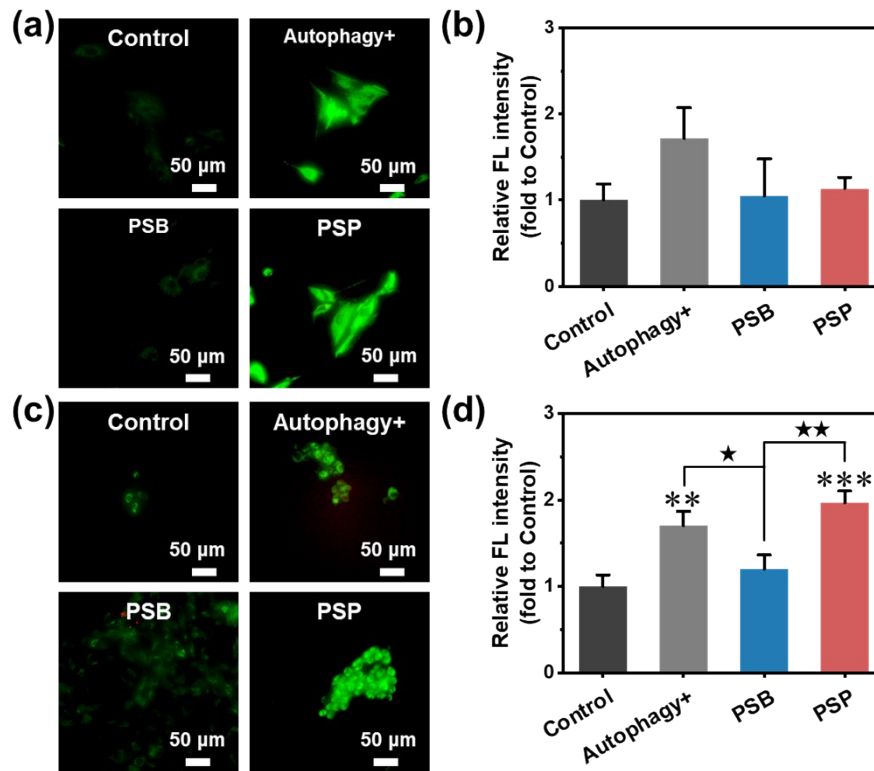 (a)
Control
50 µm
Autophagy+
50 µm
PSB
50 µm
PSP
50 µm
(b)
Relative FL intensity
(fold to Control)
3
2
1
0
Control
Autophagy+
PSB
PSP
(c)
Control
50 µm
Autophagy+
50 µm
PSB
50 µm
PSP
50 µm
(d)
Relative FL intensity
(fold to Control)
3
2
1
0
★
★★
**
***
Control
Autophagy+
PSB
PSP